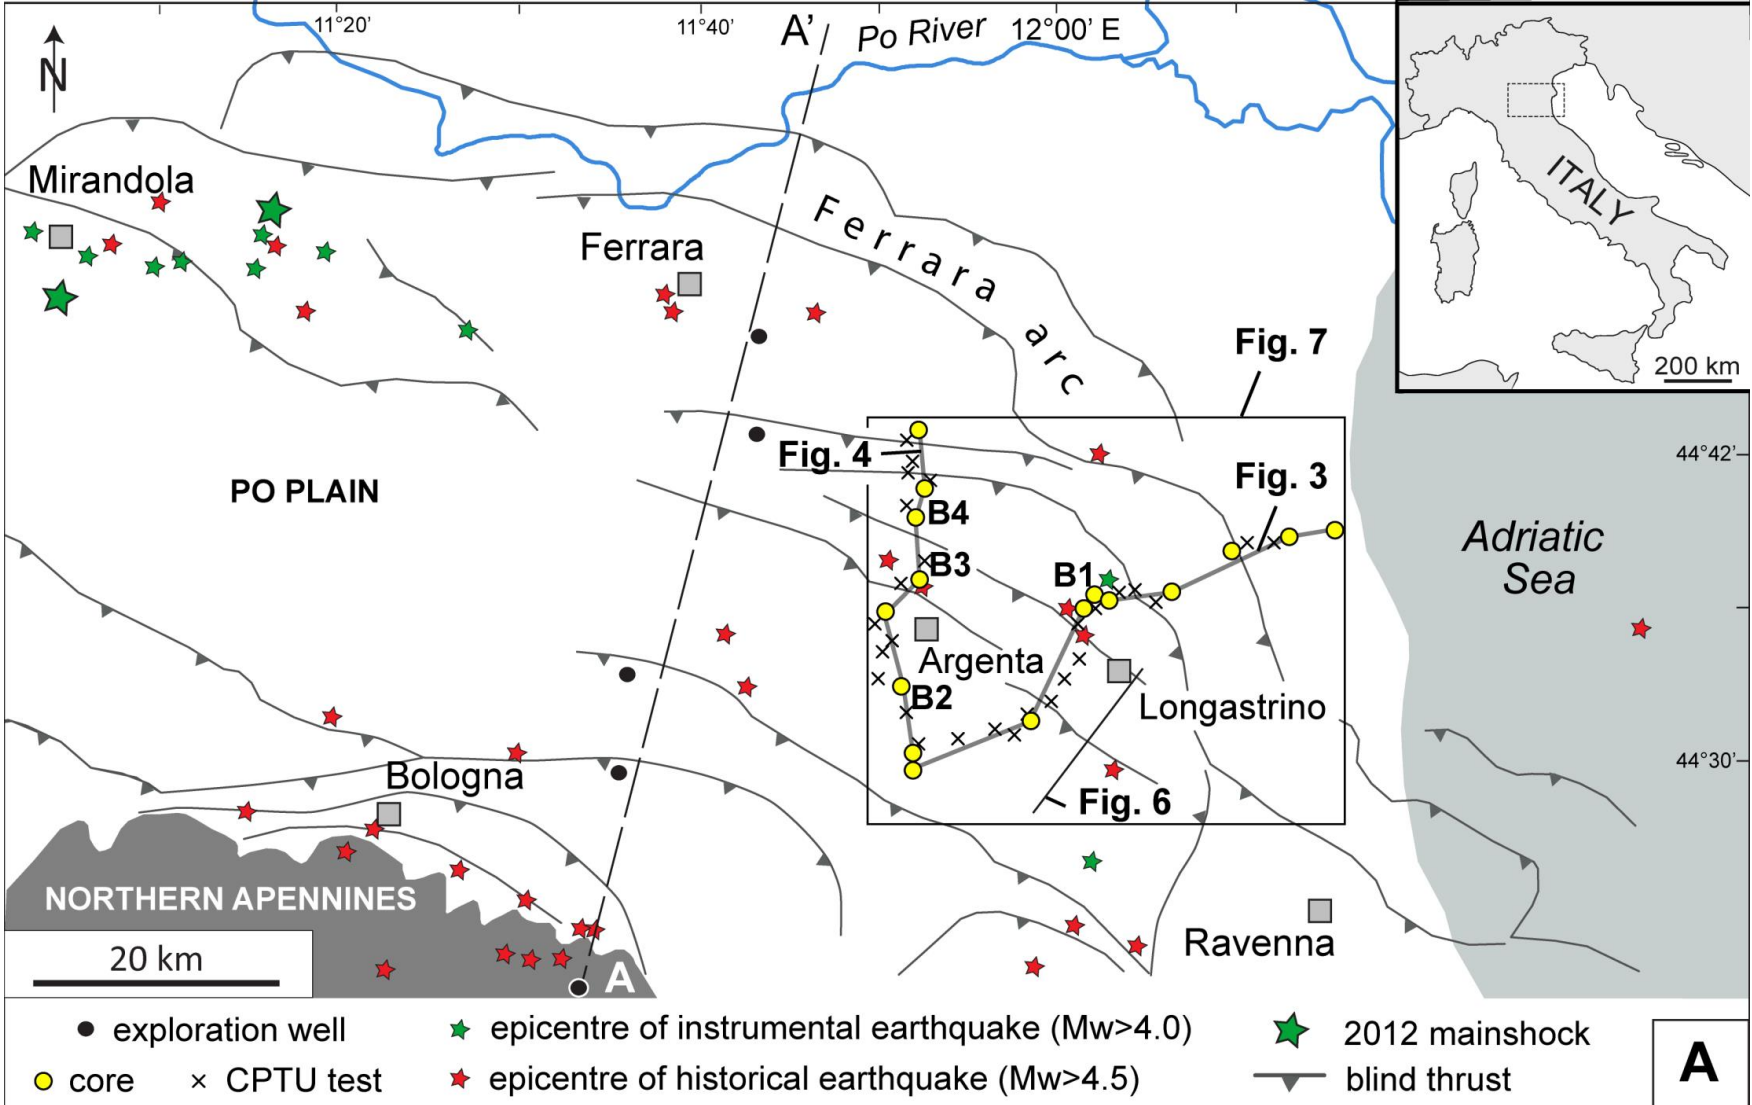 11°20’
11°40’
A’
Po River
12°00’ E
N
Mirandola
Ferrara
Ferrara arc
ITALY
200 km
Fig. 7
Fig. 4
Fig. 3
44°42’
PO PLAIN
B4
B3
B1
Adriatic
Sea
Argenta
B2
Longastrino
44°30’
Bologna
Fig. 6
NORTHERN APENNINES
Ravenna
20 km
A
exploration well
epicentre of instrumental earthquake (Mw>4.0)
2012 mainshock
core
CPTU test
epicentre of historical earthquake (Mw>4.5)
blind thrust
A